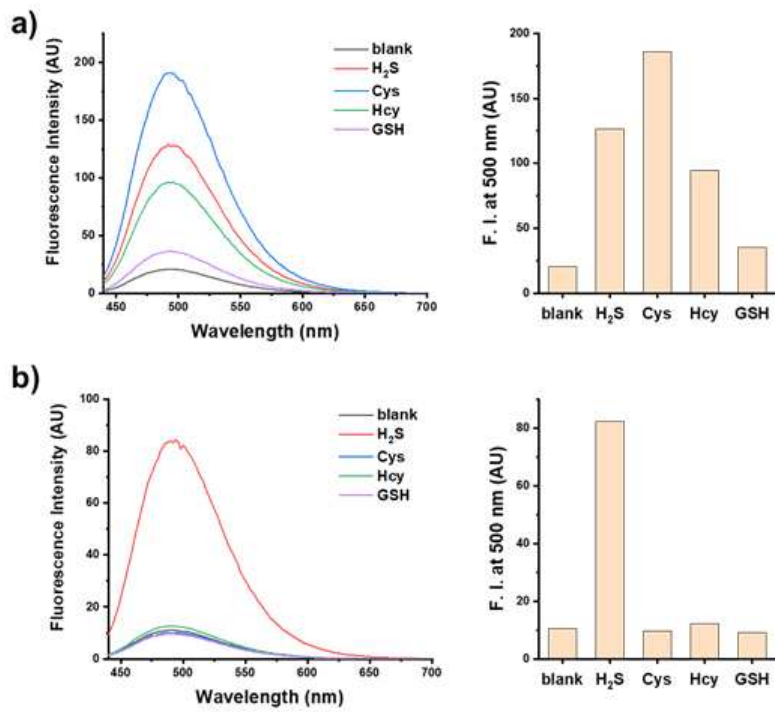 a)
Fluorescence Intensity (AU)
200
150
100
50
0
450 500 550 600 650 700
Wavelength (nm)
blank
H₂S
Cys
Hcy
GSH
F. I. at 500 nm (AU)
200
150
100
50
0
blank H₂S Cys Hcy GSH
b)
Fluorescence Intensity (AU)
100
80
60
40
20
0
450 500 550 600 650 700
Wavelength (nm)
blank
H₂S
Cys
Hcy
GSH
F. I. at 500 nm (AU)
80
60
40
20
0
blank H₂S Cys Hcy GSH